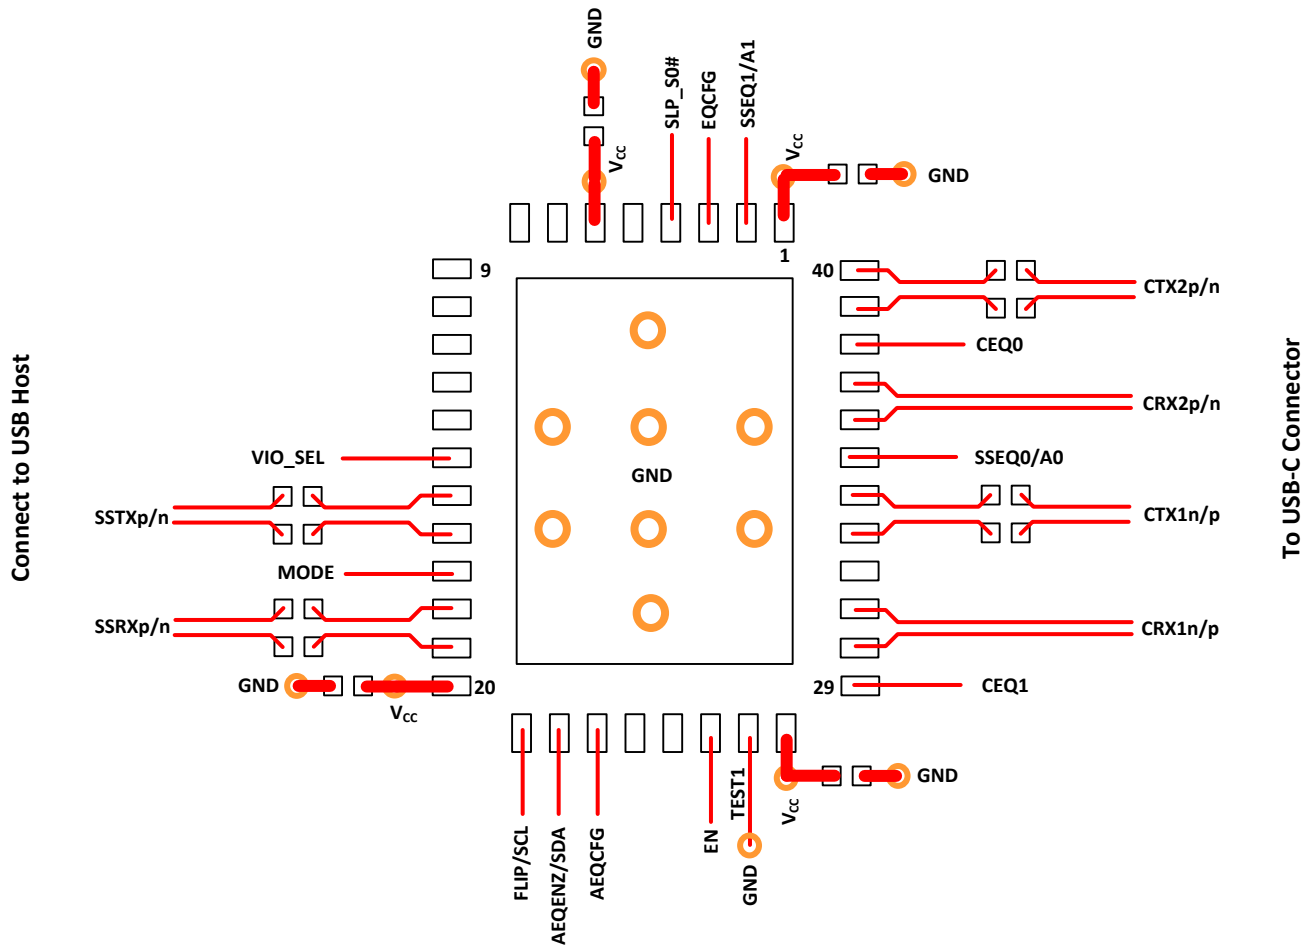 GND
SLP_S0#
EQCFG
SSEQ1/A1
VCC
VCC
GND
1
9
40
CTX2p/n
CEQ0
CRX2p/n
Connect to USB Host
To USB-C Connector
VIO_SEL
GND
SSEQ0/A0
SSTXp/n
CTX1n/p
MODE
SSRXp/n
CRX1n/p
GND
20
29
CEQ1
VCC
TEST1
VCC
GND
FLIP/SCL
AEQENZ/SDA
AEQCFG
EN
GND